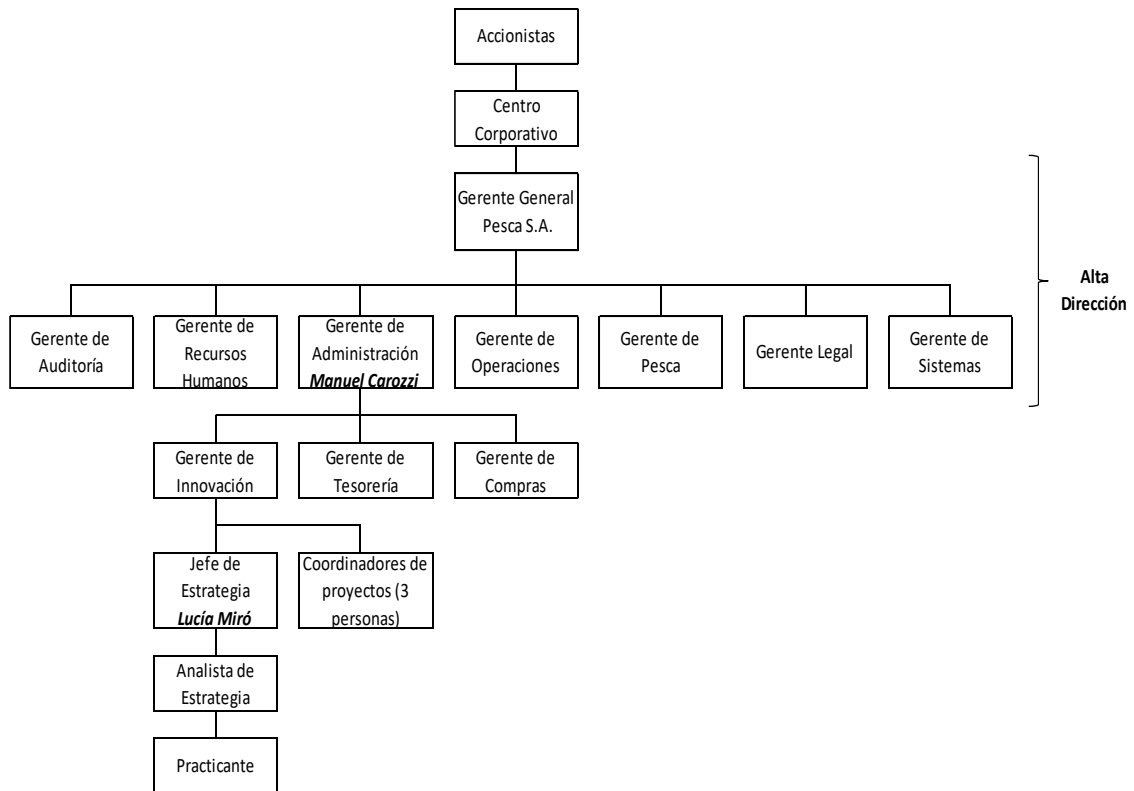 Accionistas
Centro
Corporativo
Gerente General
Pesca S.A.
Alta
Dirección
Gerente de
Auditoría
Gerente de
Recursos
Humanos
Gerente de
Administración
Manuel Carozzi
Gerente de
Operaciones
Gerente de
Pesca
Gerente Legal
Gerente de
Sistemas
Gerente de
Innovación
Gerente de
Tesorería
Gerente de
Compras
Jefe de
Estrategia
Lucía Miró
Coordinadores de
proyectos (3
personas)
Analista de
Estrategia
Practicante